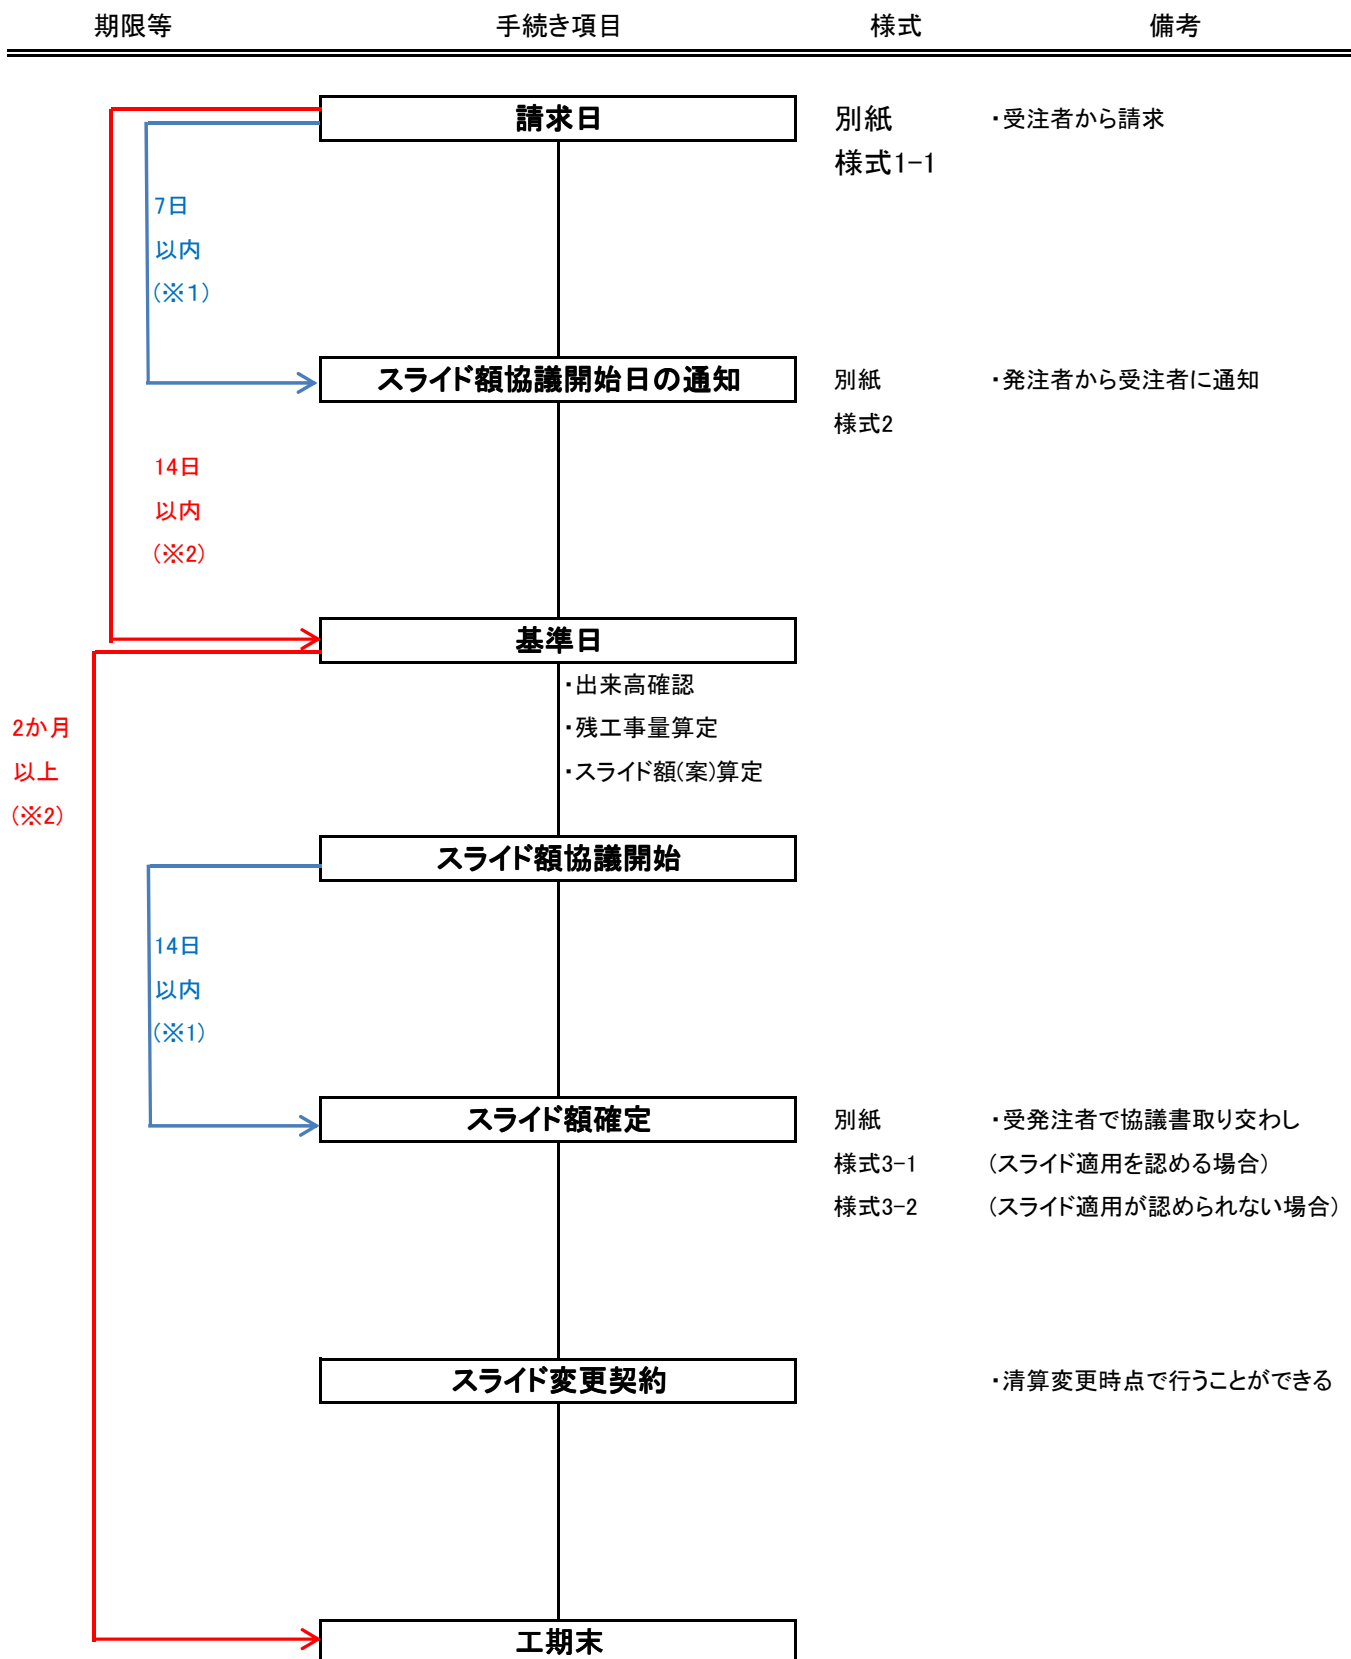 期限等 手続き項目 様式 備考
請求日 別紙 ・受注者から請求
様式1-1
7日
以内
(※1)
スライド額協議開始日の通知 別紙 ・発注者から受注者に通知
様式2
14日
以内
(※2)
基準日
・出来高確認
2か月 ・残工事量算定
以上 ・スライド額(案)算定
(※2)
スライド額協議開始
14日
以内
(※1)
スライド額確定 別紙 ・受発注者で協議書取り交わし
様式3-1 (スライド適用を認める場合)
様式3-2 (スライド適用が認められない場合)
スライド変更契約 ・清算変更時点で行うことができる
工期末